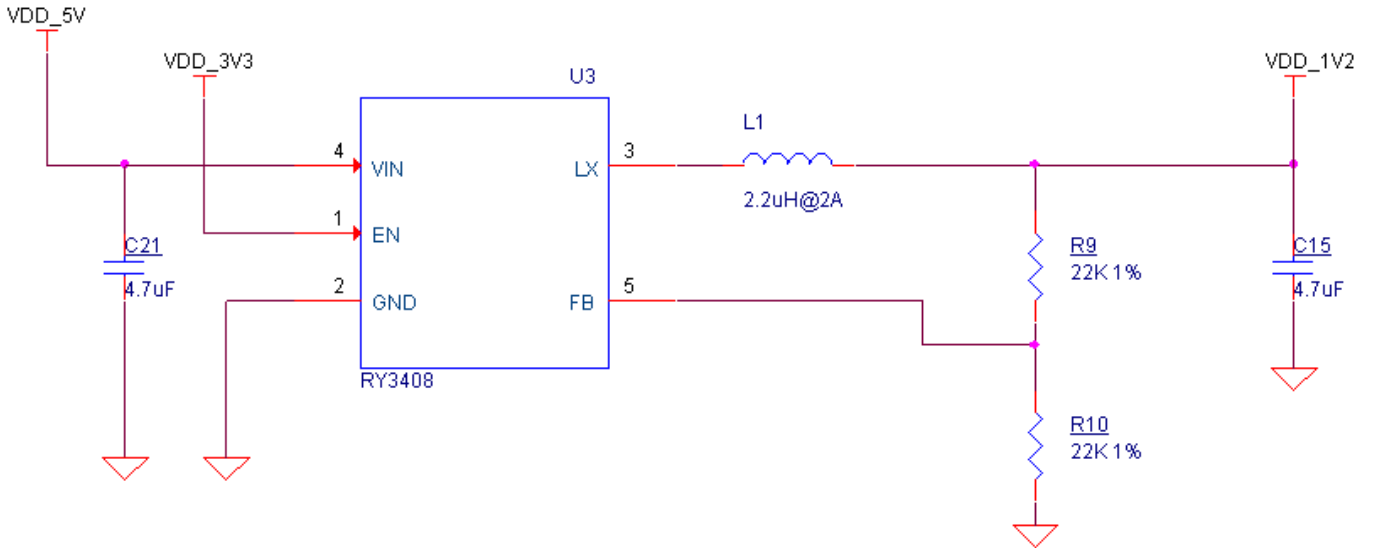 VDD_5V
VDD_3V3
U3
VDD_1V2
L1
4
VIN
LX
3
2.2uH@2A
1
EN
C21
4.7uF
R9
22K 1%
C15
4.7uF
2
GND
FB
5
RY3408
R10
22K 1%